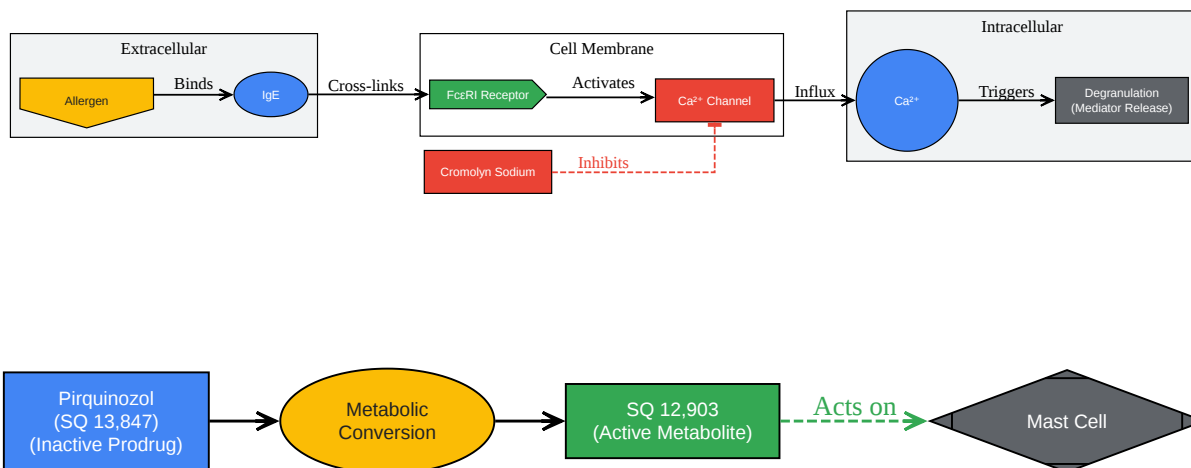 Extracellular
Allergen
Binds
IgE
Cross-links
Cell Membrane
FcεRI Receptor
Activates
Ca²⁺ Channel
Influx
Intracellular
Ca²⁺
Triggers
Degranulation
(Mediator Release)
Cromolyn Sodium
Inhibits
Pirquinozol
(SQ 13,847)
(Inactive Prodrug)
Metabolic
Conversion
SQ 12,903
(Active Metabolite)
Acts on
Mast Cell